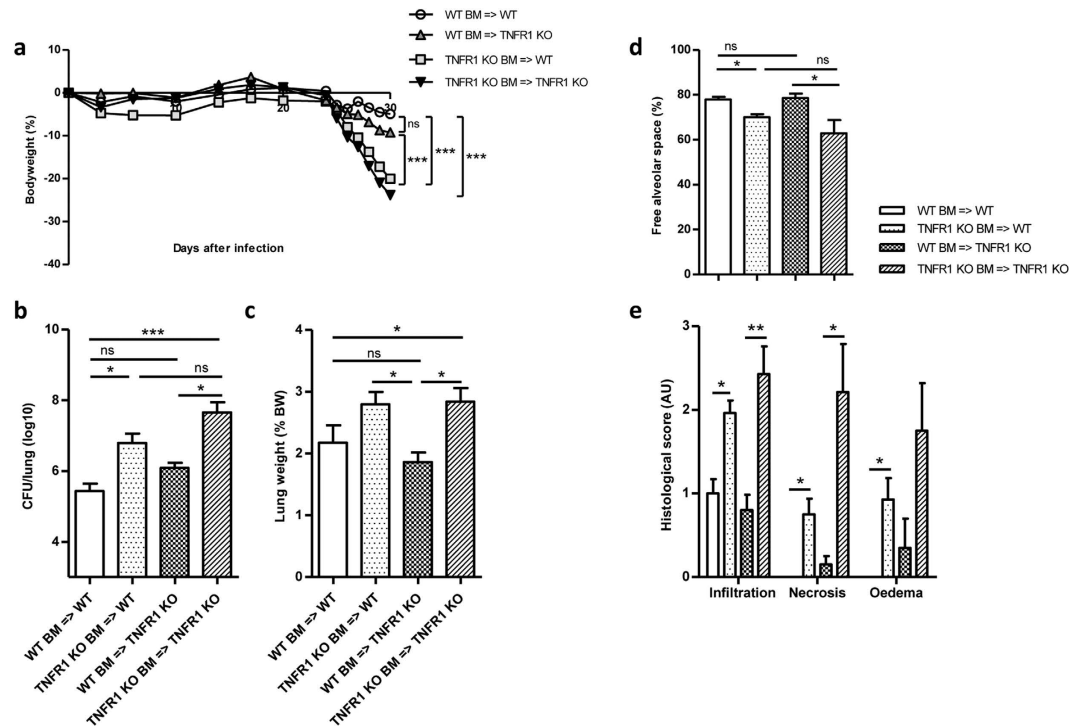 a
WT BM => WT
WT BM => TNFR1 KO
TNFR1 KO BM => WT
TNFR1 KO BM => TNFR1 KO
10
0
-10
-20
-30
-40
Bodyweight (%)
10
20
30
Days after infection
ns
***
***
***
b
CFU/lung (log10)
10
8
6
4
***
ns
*
ns
*
WT BM => WT
TNFR1 KO BM => WT
WT BM => TNFR1 KO
TNFR1 KO BM => TNFR1 KO
c
Lung weight (% BW)
4
3
2
1
0
*
ns
*
*
WT BM => WT
TNFR1 KO BM => WT
WT BM => TNFR1 KO
TNFR1 KO BM => TNFR1 KO
d
Free alveolar space (%)
100
80
60
40
20
0
ns
*
ns
*
WT BM => WT
TNFR1 KO BM => WT
WT BM => TNFR1 KO
TNFR1 KO BM => TNFR1 KO
e
Histological score (AU)
3
2
1
0
*
**
*
*
*
Infiltration
Necrosis
Oedema